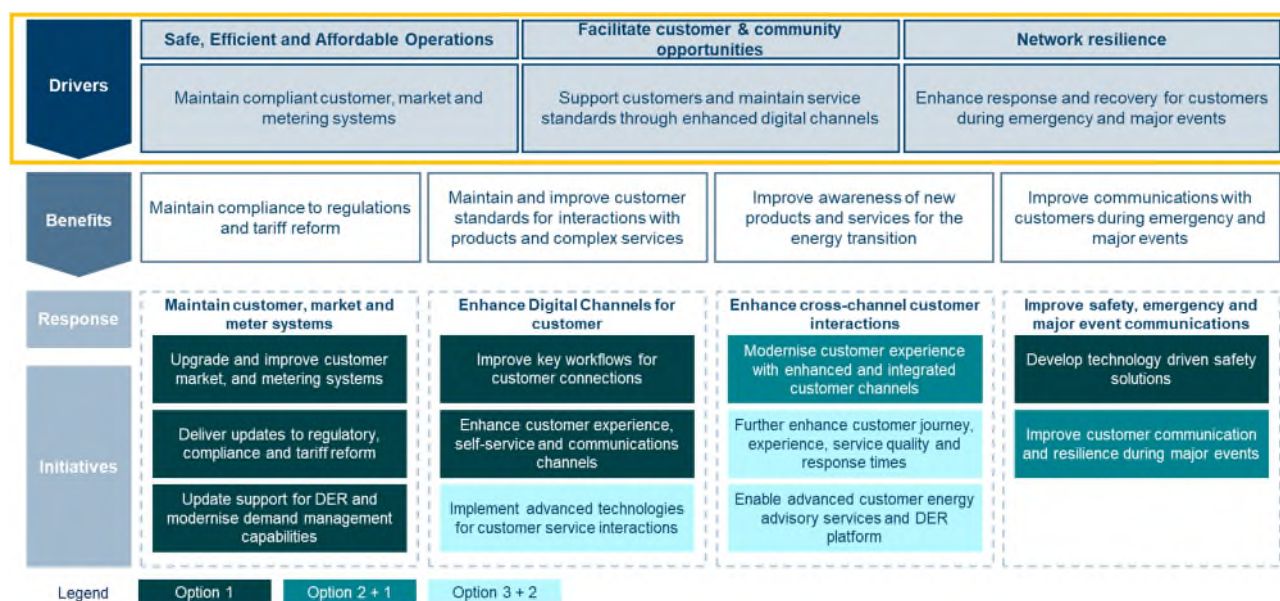 Drivers
Safe, Efficient and Affordable Operations
Facilitate customer & community
opportunities
Network resilience
Maintain compliant customer, market and
metering systems
Support customers and maintain service
standards through enhanced digital channels
Enhance response and recovery for customers
during emergency and major events
Benefits
Maintain compliance to regulations
and tariff reform
Maintain and improve customer
standards for interactions with
products and complex services
Improve awareness of new
products and services for the
energy transition
Improve communications with
customers during emergency and
major events
Response
Maintain customer, market and
meter systems
Enhance Digital Channels for
customer
Enhance cross-channel customer
interactions
Improve safety, emergency and
major event communications
Initiatives
Upgrade and improve customer
market, and metering systems
Improve key workflows for
customer connections
Modernise customer experience
with enhanced and integrated
customer channels
Develop technology driven safety
solutions
Deliver updates to regulatory,
compliance and tariff reform
Enhance customer experience,
self-service and communications
channels
Further enhance customer journey,
experience, service quality and
response times
Improve customer communication
and resilience during major events
Update support for DER and
modernise demand management
capabilities
Implement advanced technologies
for customer service interactions
Enable advanced customer energy
advisory services and DER
platform
Legend
Option 1
Option 2 + 1
Option 3 + 2